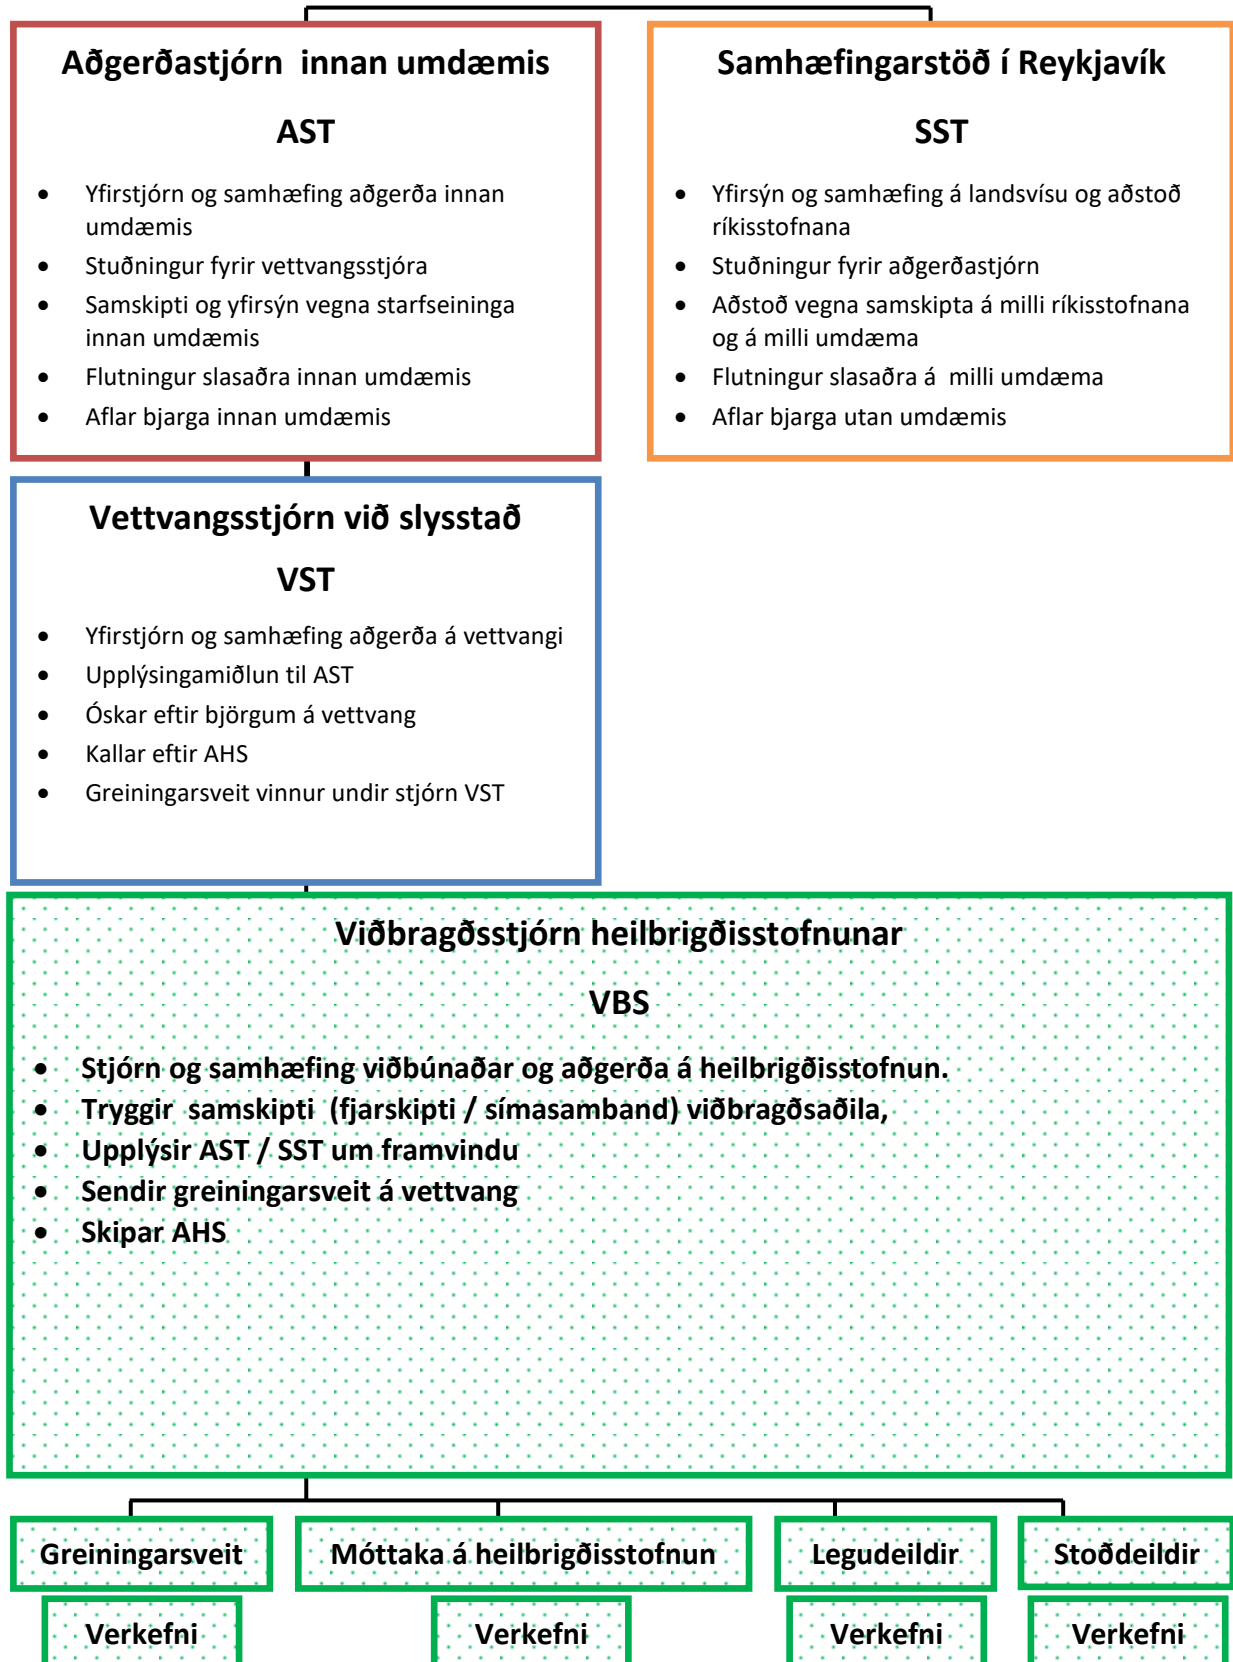 Aðgerðastjórn innan umdæmis
AST
• Yfirstjórn og samhæfing aðgerða innan
umdæmis
• Stuðningur fyrir vettvangsstjóra
• Samskipti og yfirsýn vegna starfseininga
innan umdæmis
• Flutningur slasaðra innan umdæmis
• Aflar bjarga innan umdæmis
Samhæfingarstöð í Reykjavík
SST
• Yfirsýn og samhæfing á landsvísu og aðstoð
ríkisstofnana
• Stuðningur fyrir aðgerðastjórn
• Aðstoð vegna samskipta á milli ríkisstofnana
og á milli umdæma
• Flutningur slasaðra á milli umdæma
• Aflar bjarga utan umdæmis
Vettvangsstjórn við slysstað
VST
• Yfirstjórn og samhæfing aðgerða á vettvangi
• Upplýsingamiðlun til AST
• Óskar eftir björgum á vettvang
• Kallar eftir AHS
• Greiningarsveit vinnur undir stjórn VST
Viðbragðsstjórn heilbrigðisstofnunar
VBS
• Stjórn og samhæfing viðbúnaðar og aðgerða á heilbrigðisstofnun.
• Tryggir samskipti (fjarskipti / símasamband) viðbragðsaðila,
• Upplýsir AST / SST um framvindu
• Sendir greiningarsveit á vettvang
• Skipar AHS
Greiningarsveit
Móttaka á heilbrigðisstofnun
Legudeildir
Stoðdeildir
Verkefni
Verkefni
Verkefni
Verkefni